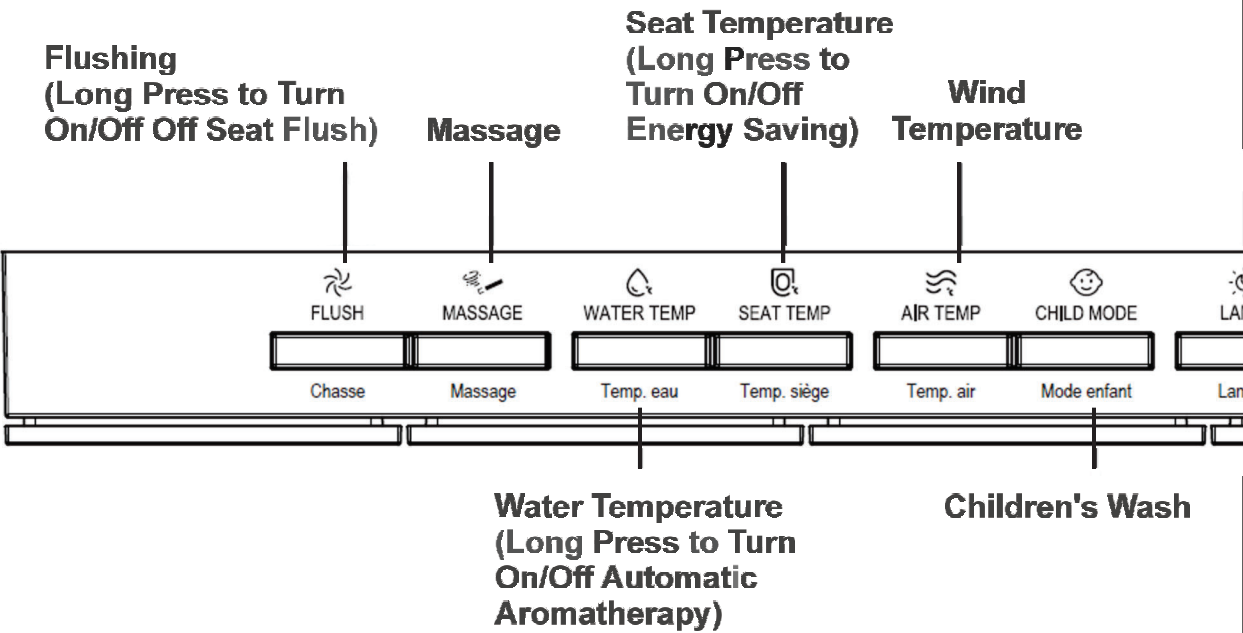 Seat Temperature
(Long Press to
Turn On/Off
Energy Saving)
Flushing
(Long Press to Turn
On/Off Off Seat Flush)
Massage
Wind
Temperature
FLUSH
MASSAGE
WATER TEMP
SEAT TEMP
AIR TEMP
CHILD MODE
Chasse
Massage
Temp. eau
Temp. siège
Temp. air
Mode enfant
Water Temperature
(Long Press to Turn
On/Off Automatic
Aromatherapy)
Children's Wash